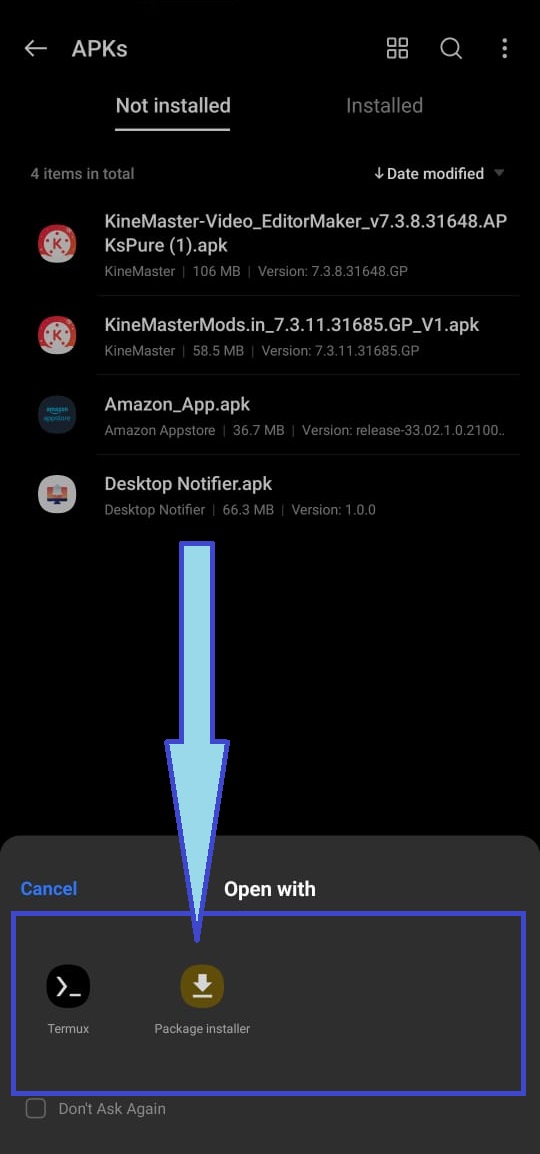 APKs
Not installed
Installed
4 items in total
↓ Date modified
KineMaster-Video_EditorMaker_v7.3.8.31648.AP
KsPure (1).apk
KineMaster | 106 MB | Version: 7.3.8.31648.GP
KineMasterMods.in_7.3.11.31685.GP_V1.apk
KineMaster | 58.5 MB | Version: 7.3.11.31685.GP
amazon
appstore
Amazon_App.apk
Amazon Appstore | 36.7 MB | Version: release-33.02.1.0.2100..
Desktop Notifier.apk
Desktop Notifier | 66.3 MB | Version: 1.0.0
Cancel
Open with
Termux
Package installer
Don't Ask Again